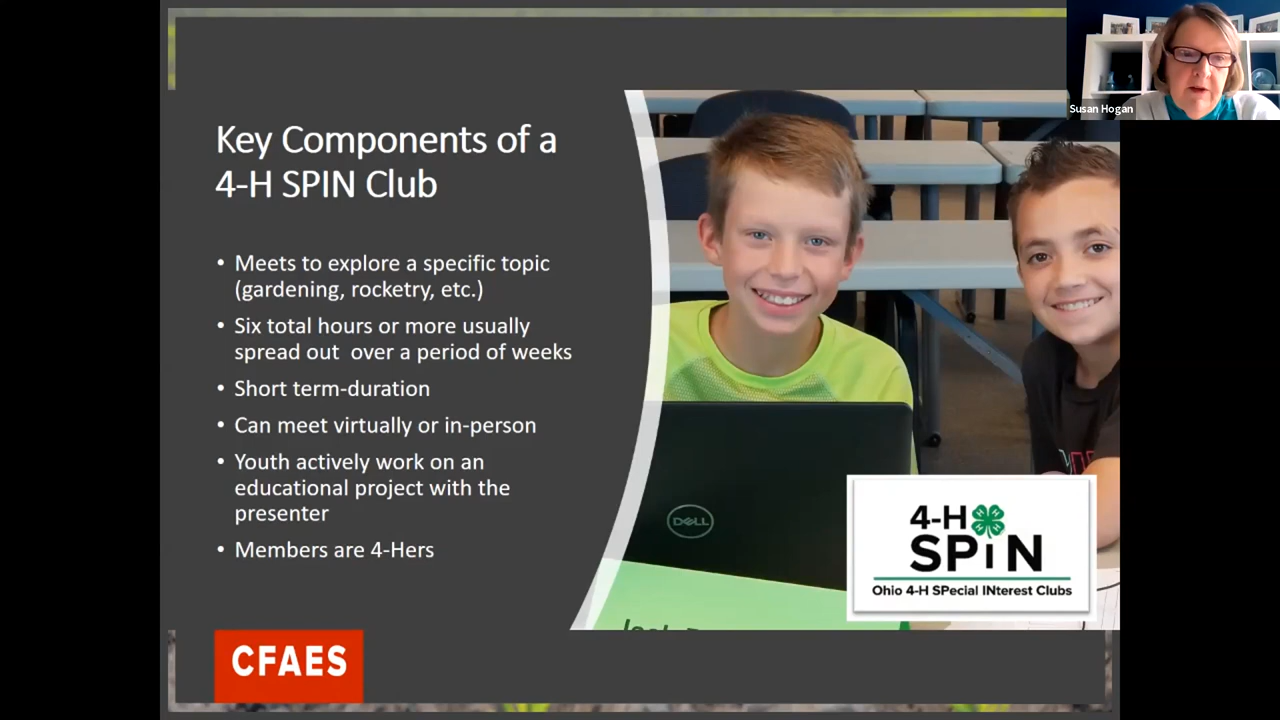 Susan Hogan
Key Components of a
4-H SPIN Club
• Meets to explore a specific topic
(gardening, rocketry, etc.)
• Six total hours or more usually
spread out over a period of weeks
• Short term-duration
• Can meet virtually or in-person
• Youth actively work on an
educational project with the
presenter
• Members are 4-Hers
DELL
4-H
SPiN
Ohio 4-H SPecial INterest Clubs
CFAES